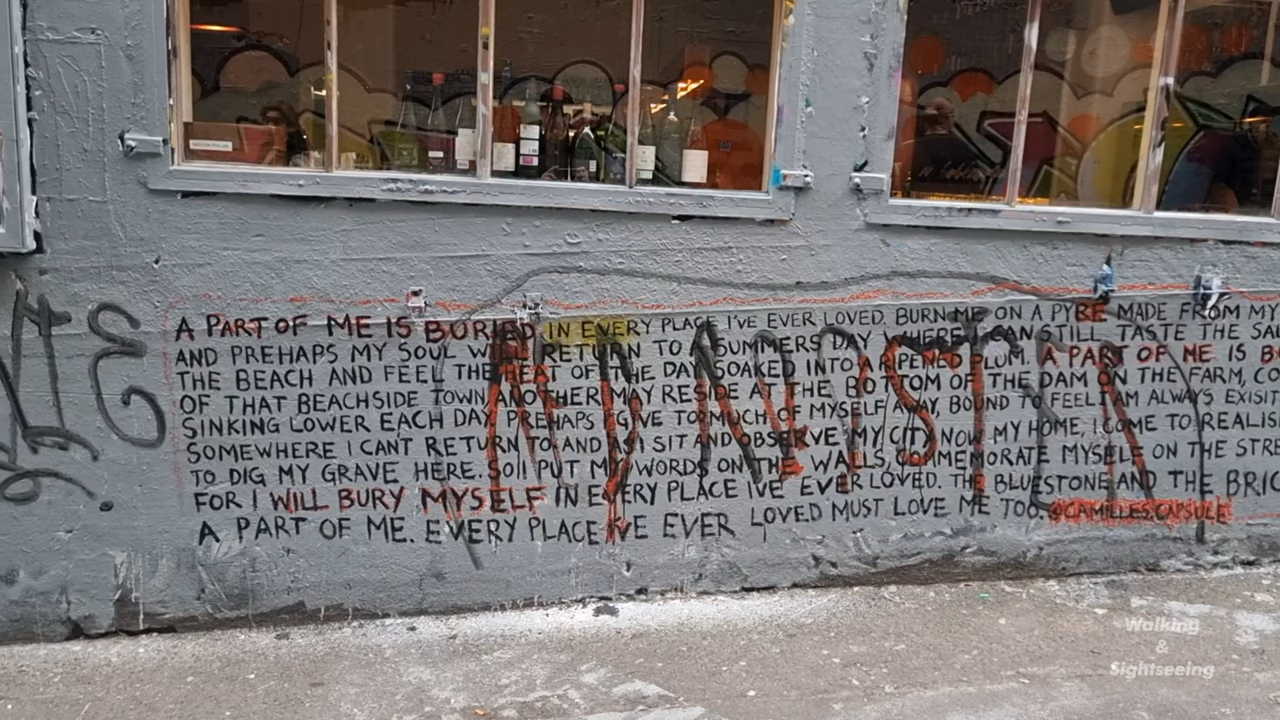 A PART OF ME IS BURIED IN EVERY PLACE I'VE EVER LOVED. BURN ME ON A PYRE MADE FROM MY
AND PREHAPS MY SOUL WILL RETURN TO A SUMMERS DAY WHERE I CAN STILL TASTE THE
THE BEACH AND FEEL THE HEAT OF THE DAY SOAKED INTO A RIPENED PLUM. A PART OF ME IS
OF THAT BEACHSIDE TOWN, ANOTHER MAY RESIDE AT THE BOTTOM OF THE DAM ON THE FARM,
SINKING LOWER EACH DAY PREHAPS I GIVE TO MUCH OF MYSELF AWAY, BOUND TO FEEL I AM ALWAYS
SOMEWHERE I CANT RETURN TO AND AS I SIT AND OBSERVE MY CITY NOW MY HOME, I COME TO REALIS
TO DIG MY GRAVE HERE. SO I PUT MY WORDS ON THE WALLS, COMMEMORATE MYSELF ON THE STRE
FOR I WILL BURY MYSELF IN EVERY PLACE IVE EVER LOVED. THE BLUESTONE AND THE BRIC
A PART OF ME. EVERY PLACE IVE EVER LOVED MUST LOVE ME TOO. @CAMILLES.CAPSULE
Walking
&
Sightseeing